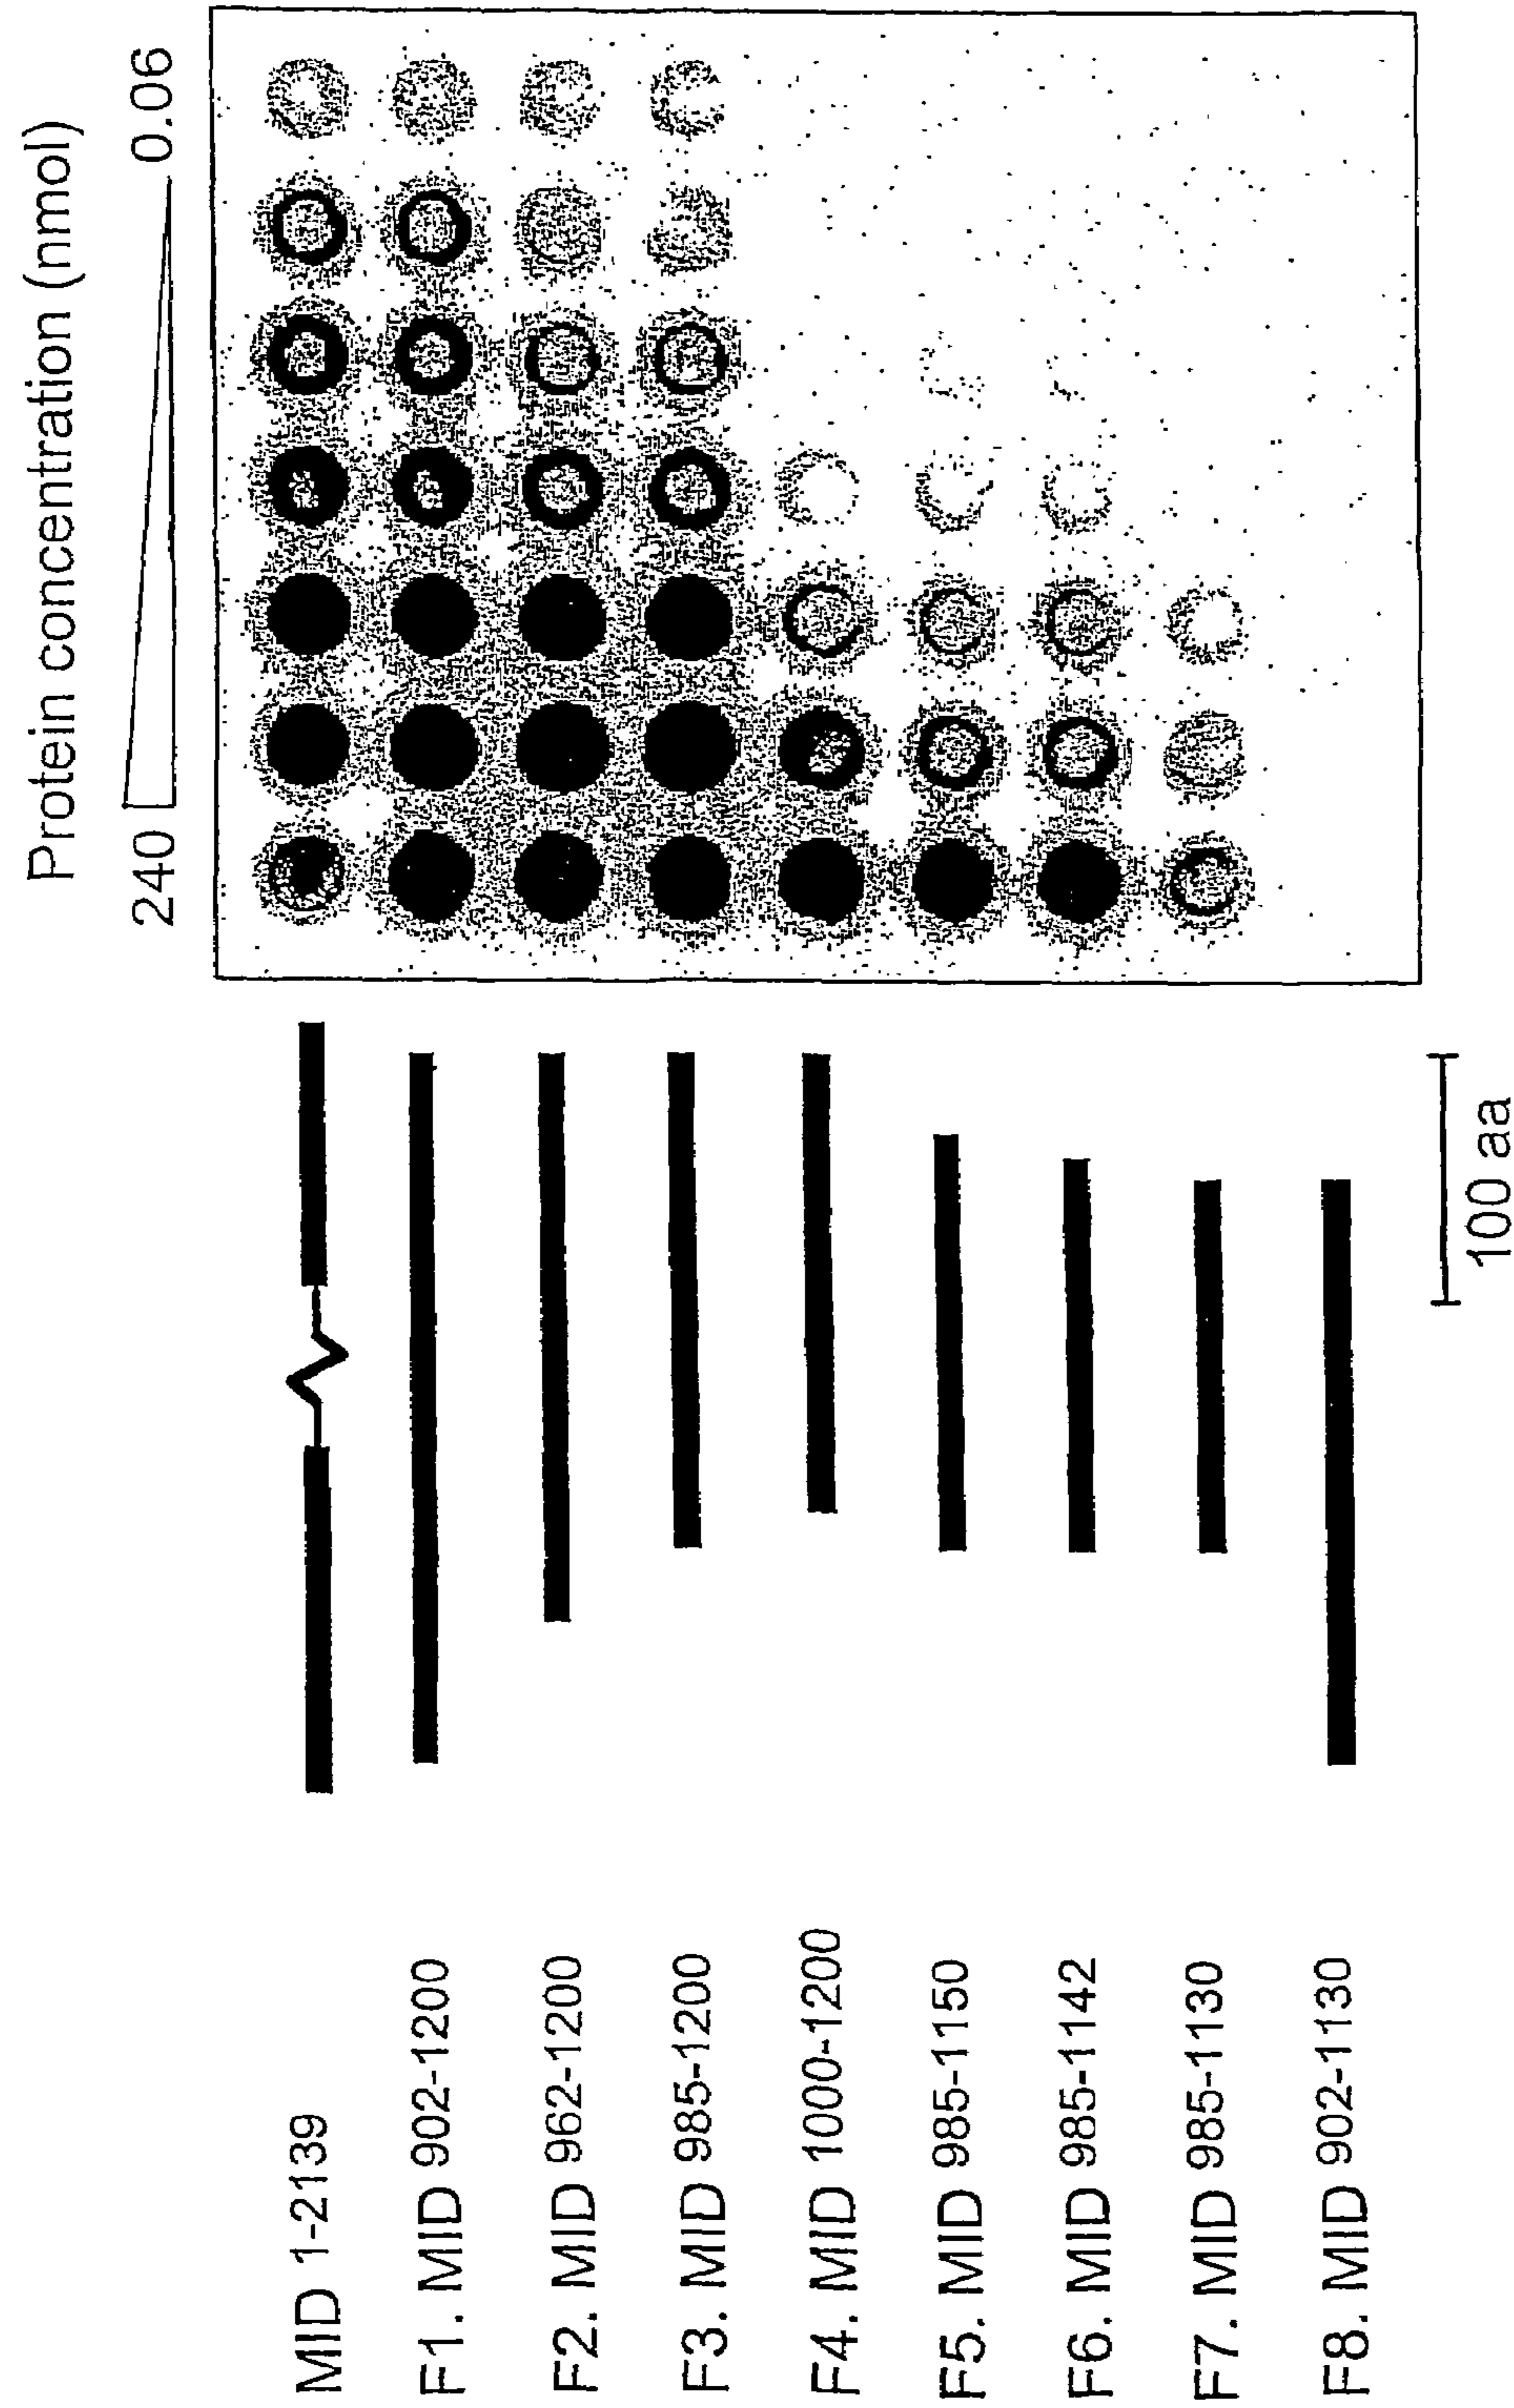 Protein concentration (nmol)
240 0.06
MID 1-2139
F1. MID 902-1200
F2. MID 962-1200
F3. MID 985-1200
F4. MID 1000-1200
F5. MID 985-1150
F6. MID 985-1142
F7. MID 985-1130
F8. MID 902-1130
100 aa